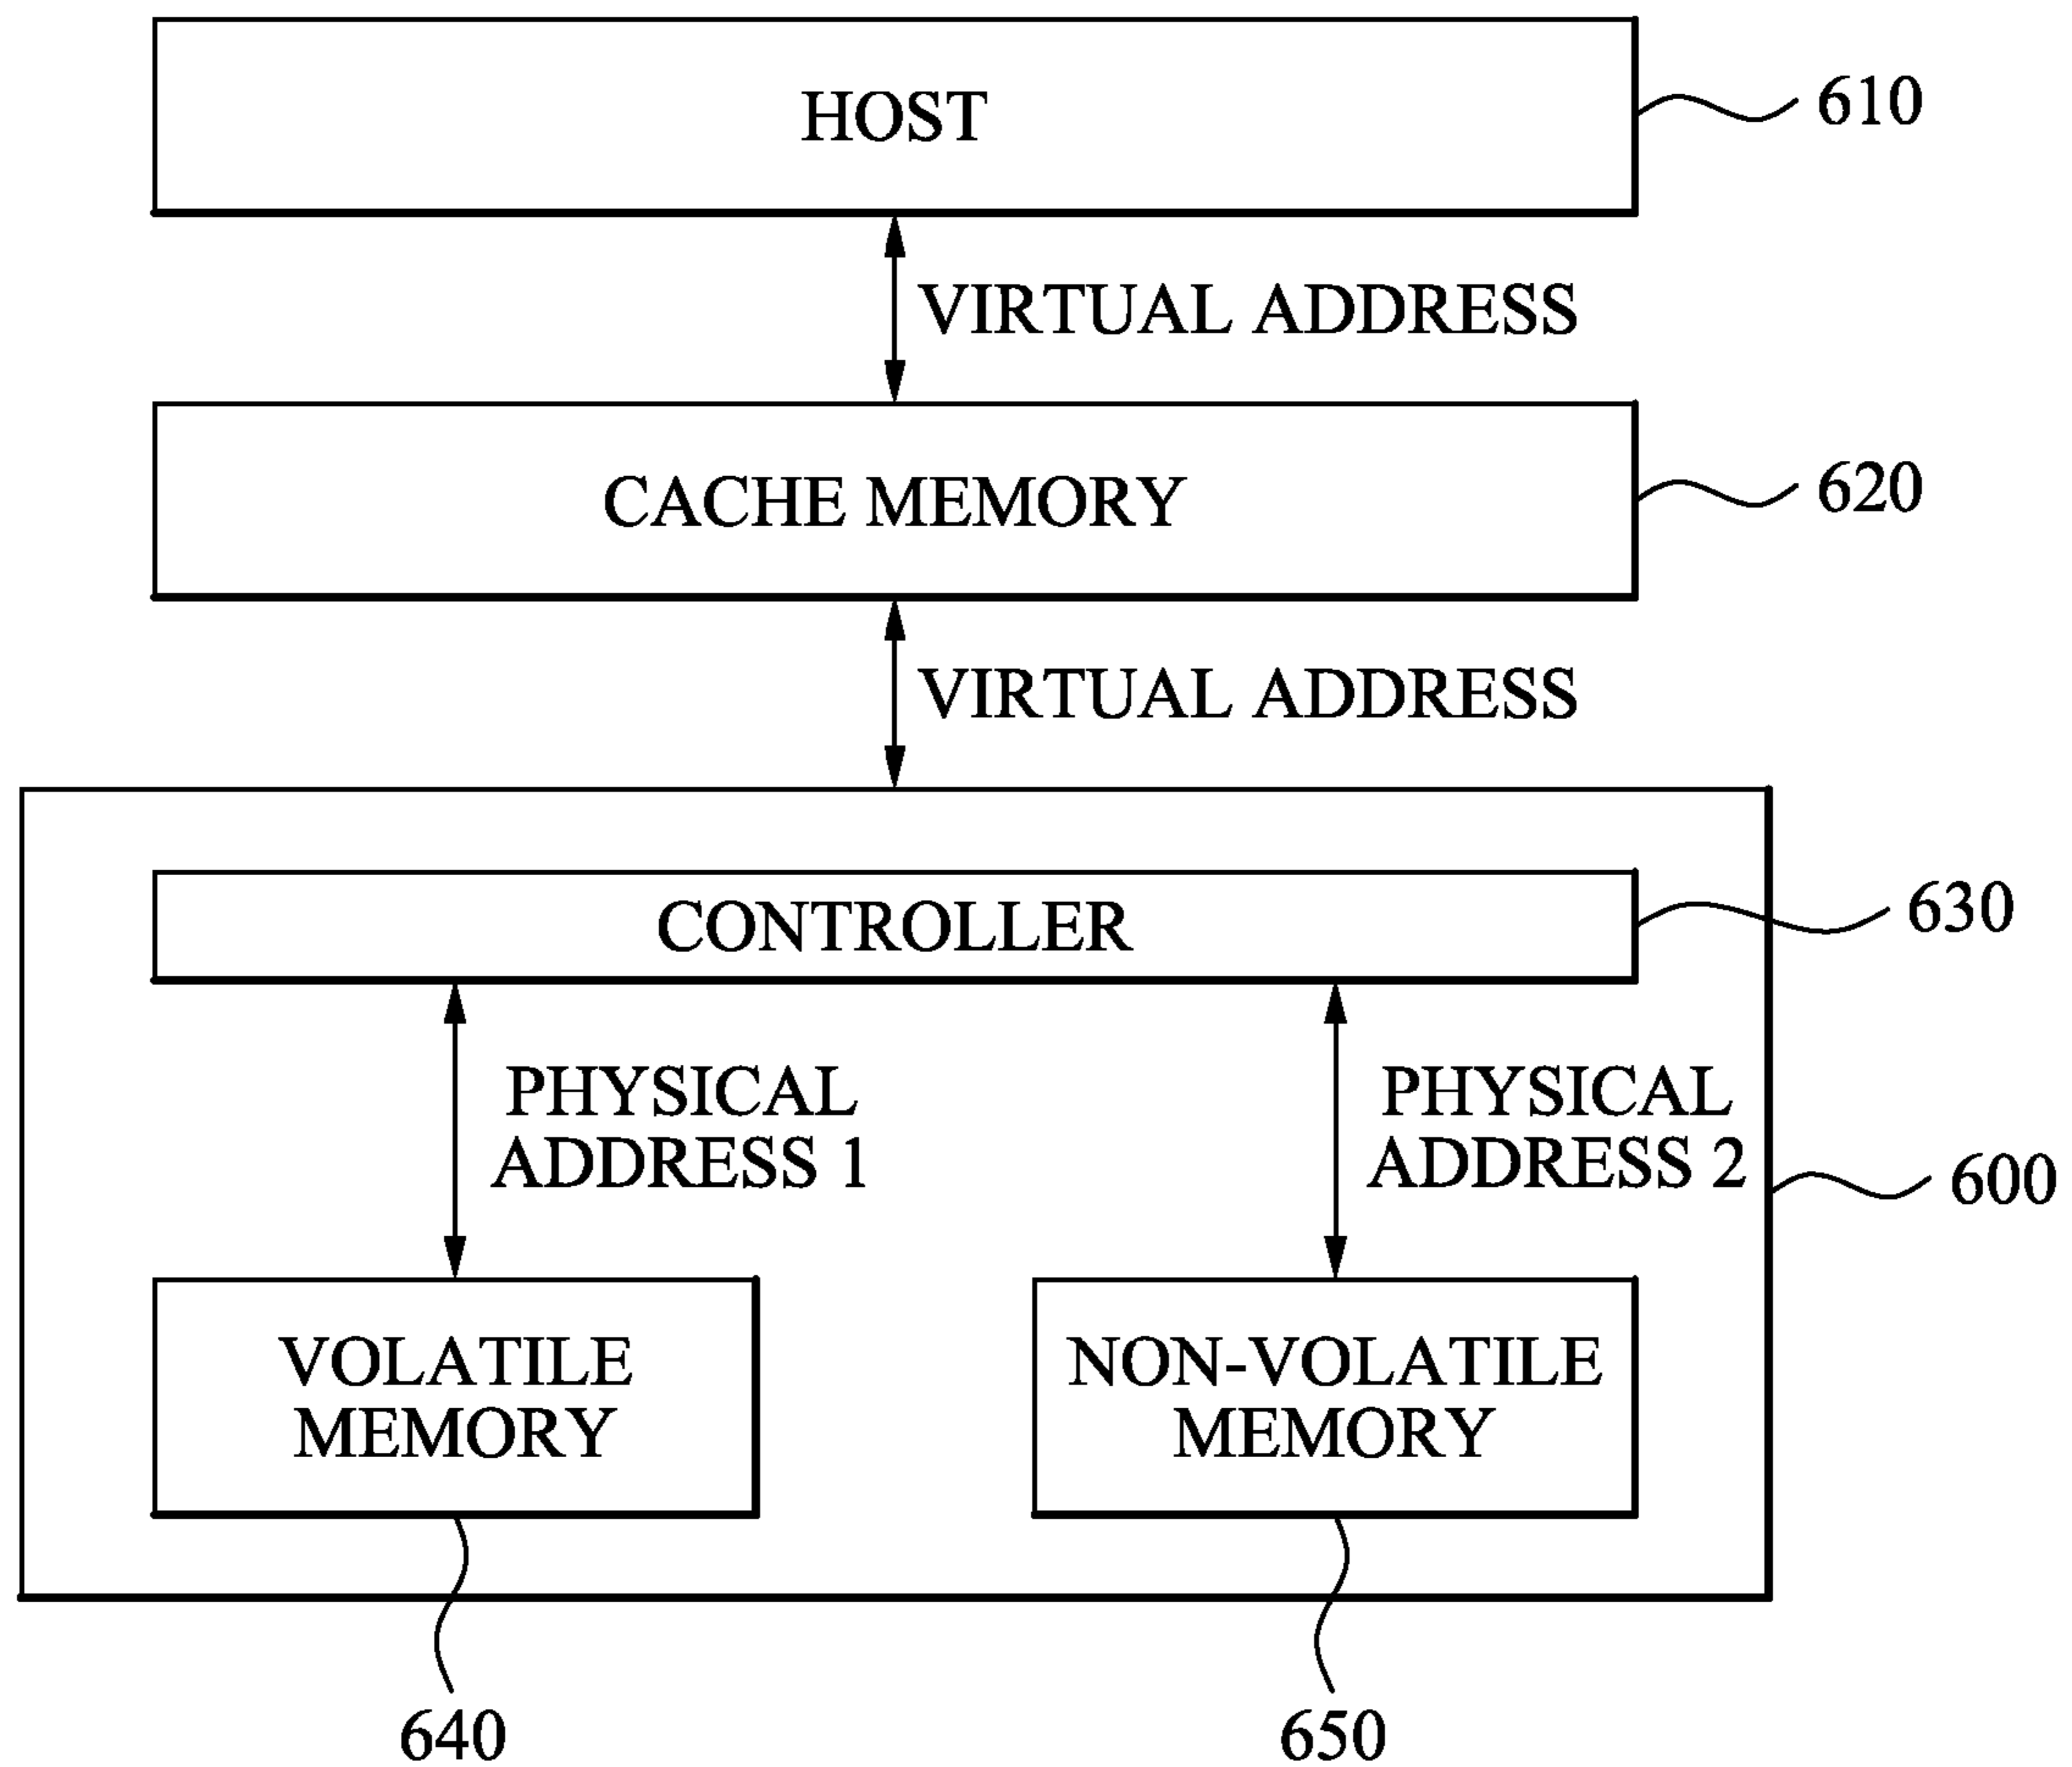 HOST
610
VIRTUAL ADDRESS
CACHE MEMORY
620
VIRTUAL ADDRESS
CONTROLLER
630
PHYSICAL
ADDRESS 1
PHYSICAL
ADDRESS 2
600
VOLATILE
MEMORY
NON-VOLATILE
MEMORY
640
650